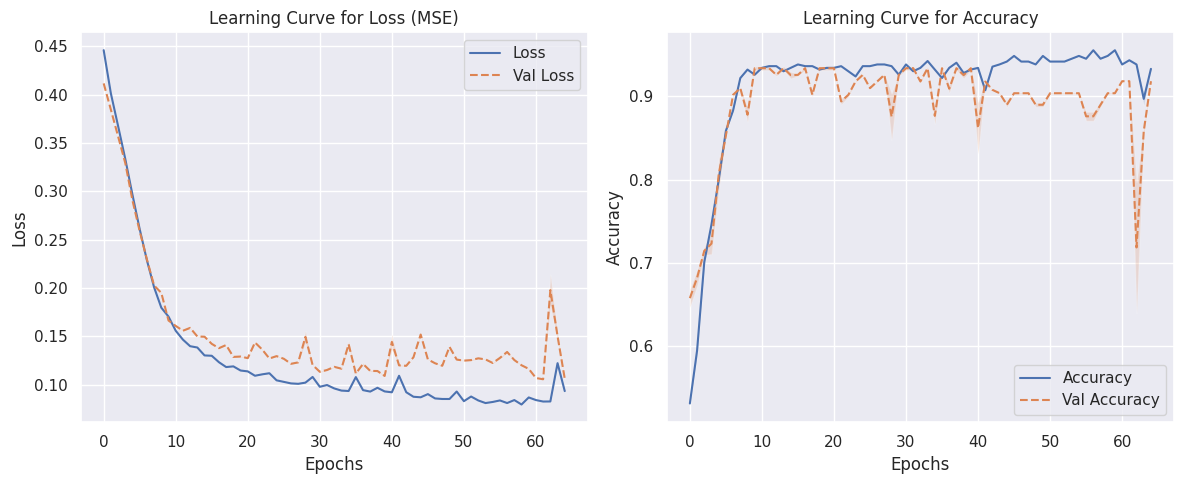 Learning Curve for Loss (MSE)
0.45
0.40
0.35
0.30
0.25
0.20
0.15
0.10
Loss
0
10
20
30
40
50
60
Epochs
Loss
Val Loss
Learning Curve for Accuracy
0.9
0.8
0.7
0.6
Accuracy
0
10
20
30
40
50
60
Epochs
Accuracy
Val Accuracy